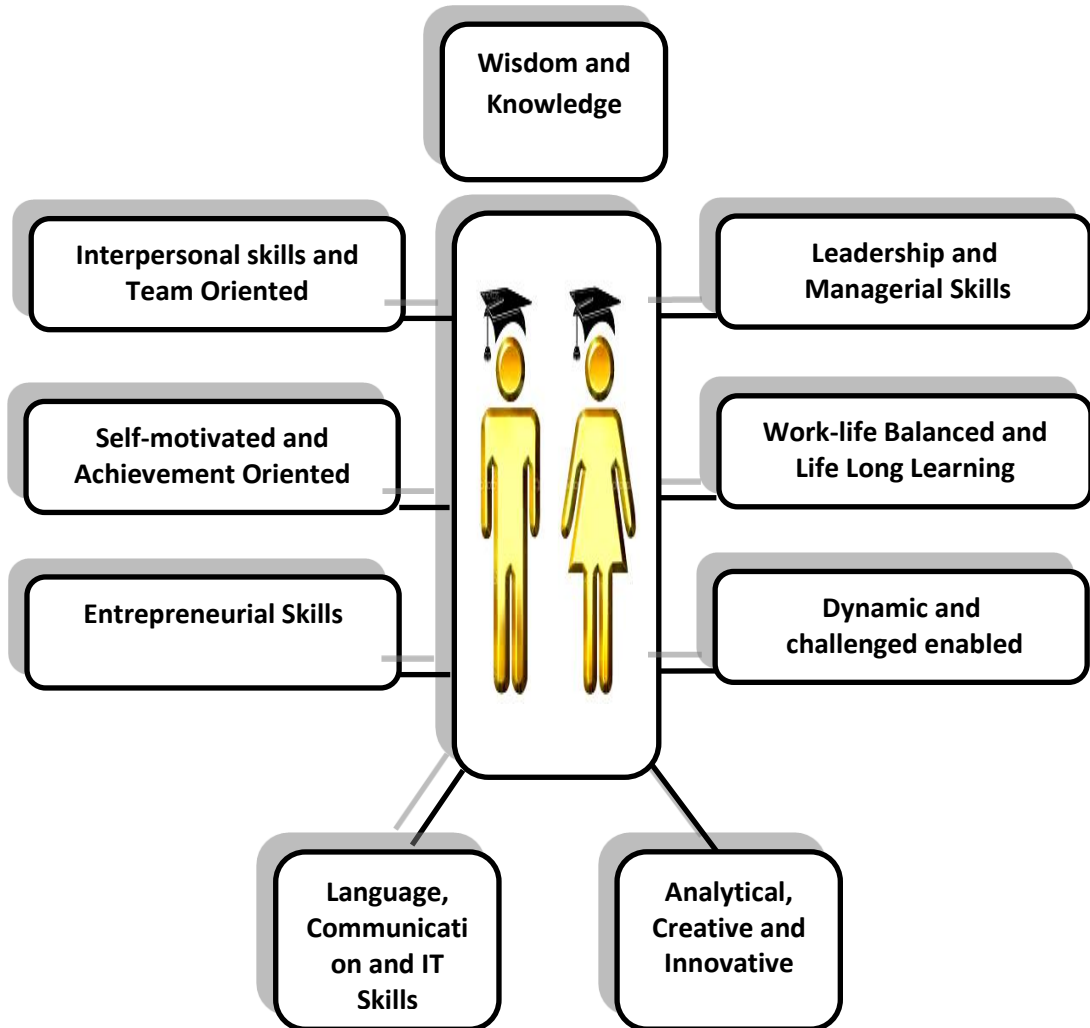 Wisdom and
Knowledge
Interpersonal skills and
Team Oriented
Leadership and
Managerial Skills
Self-motivated and
Achievement Oriented
Work-life Balanced and
Life Long Learning
Entrepreneurial Skills
Dynamic and
challenged enabled
Language,
Communicati
on and IT
Skills
Analytical,
Creative and
Innovative